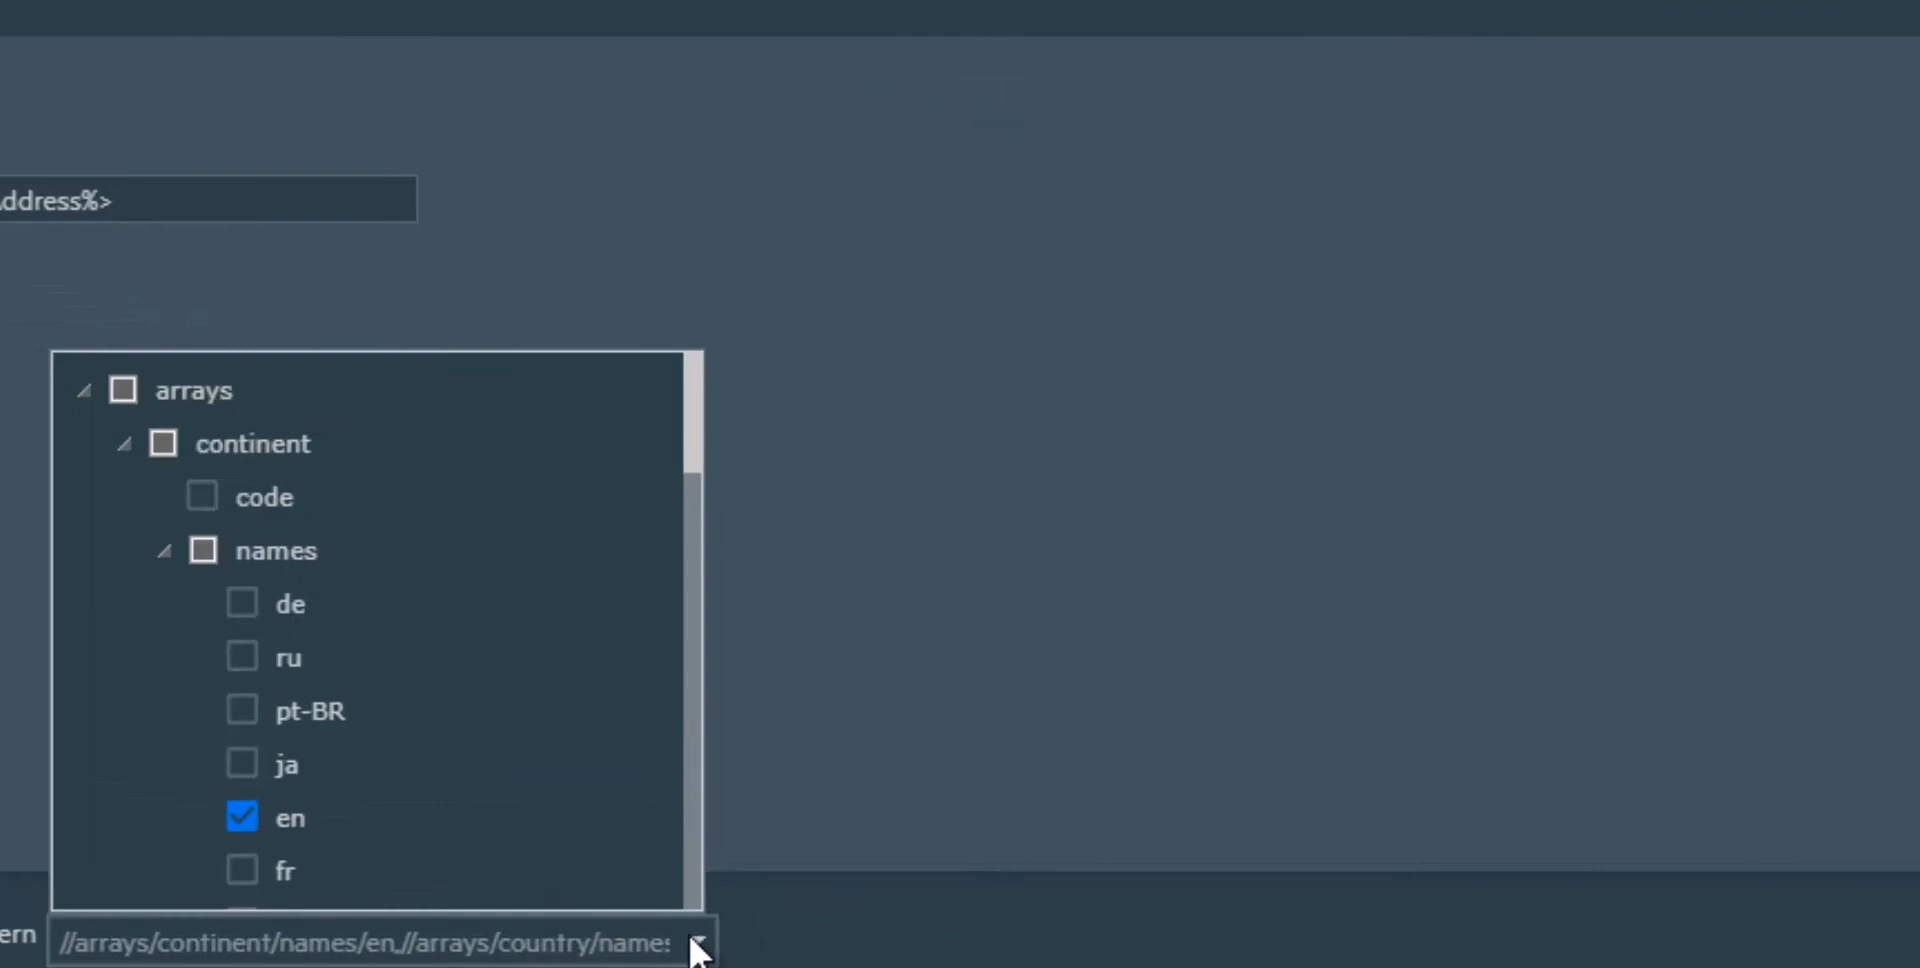 ddress%>
arrays
continent
code
names
de
ru
pt-BR
ja
en
fr
ern
//arrays/continent/names/en,//arrays/country/names